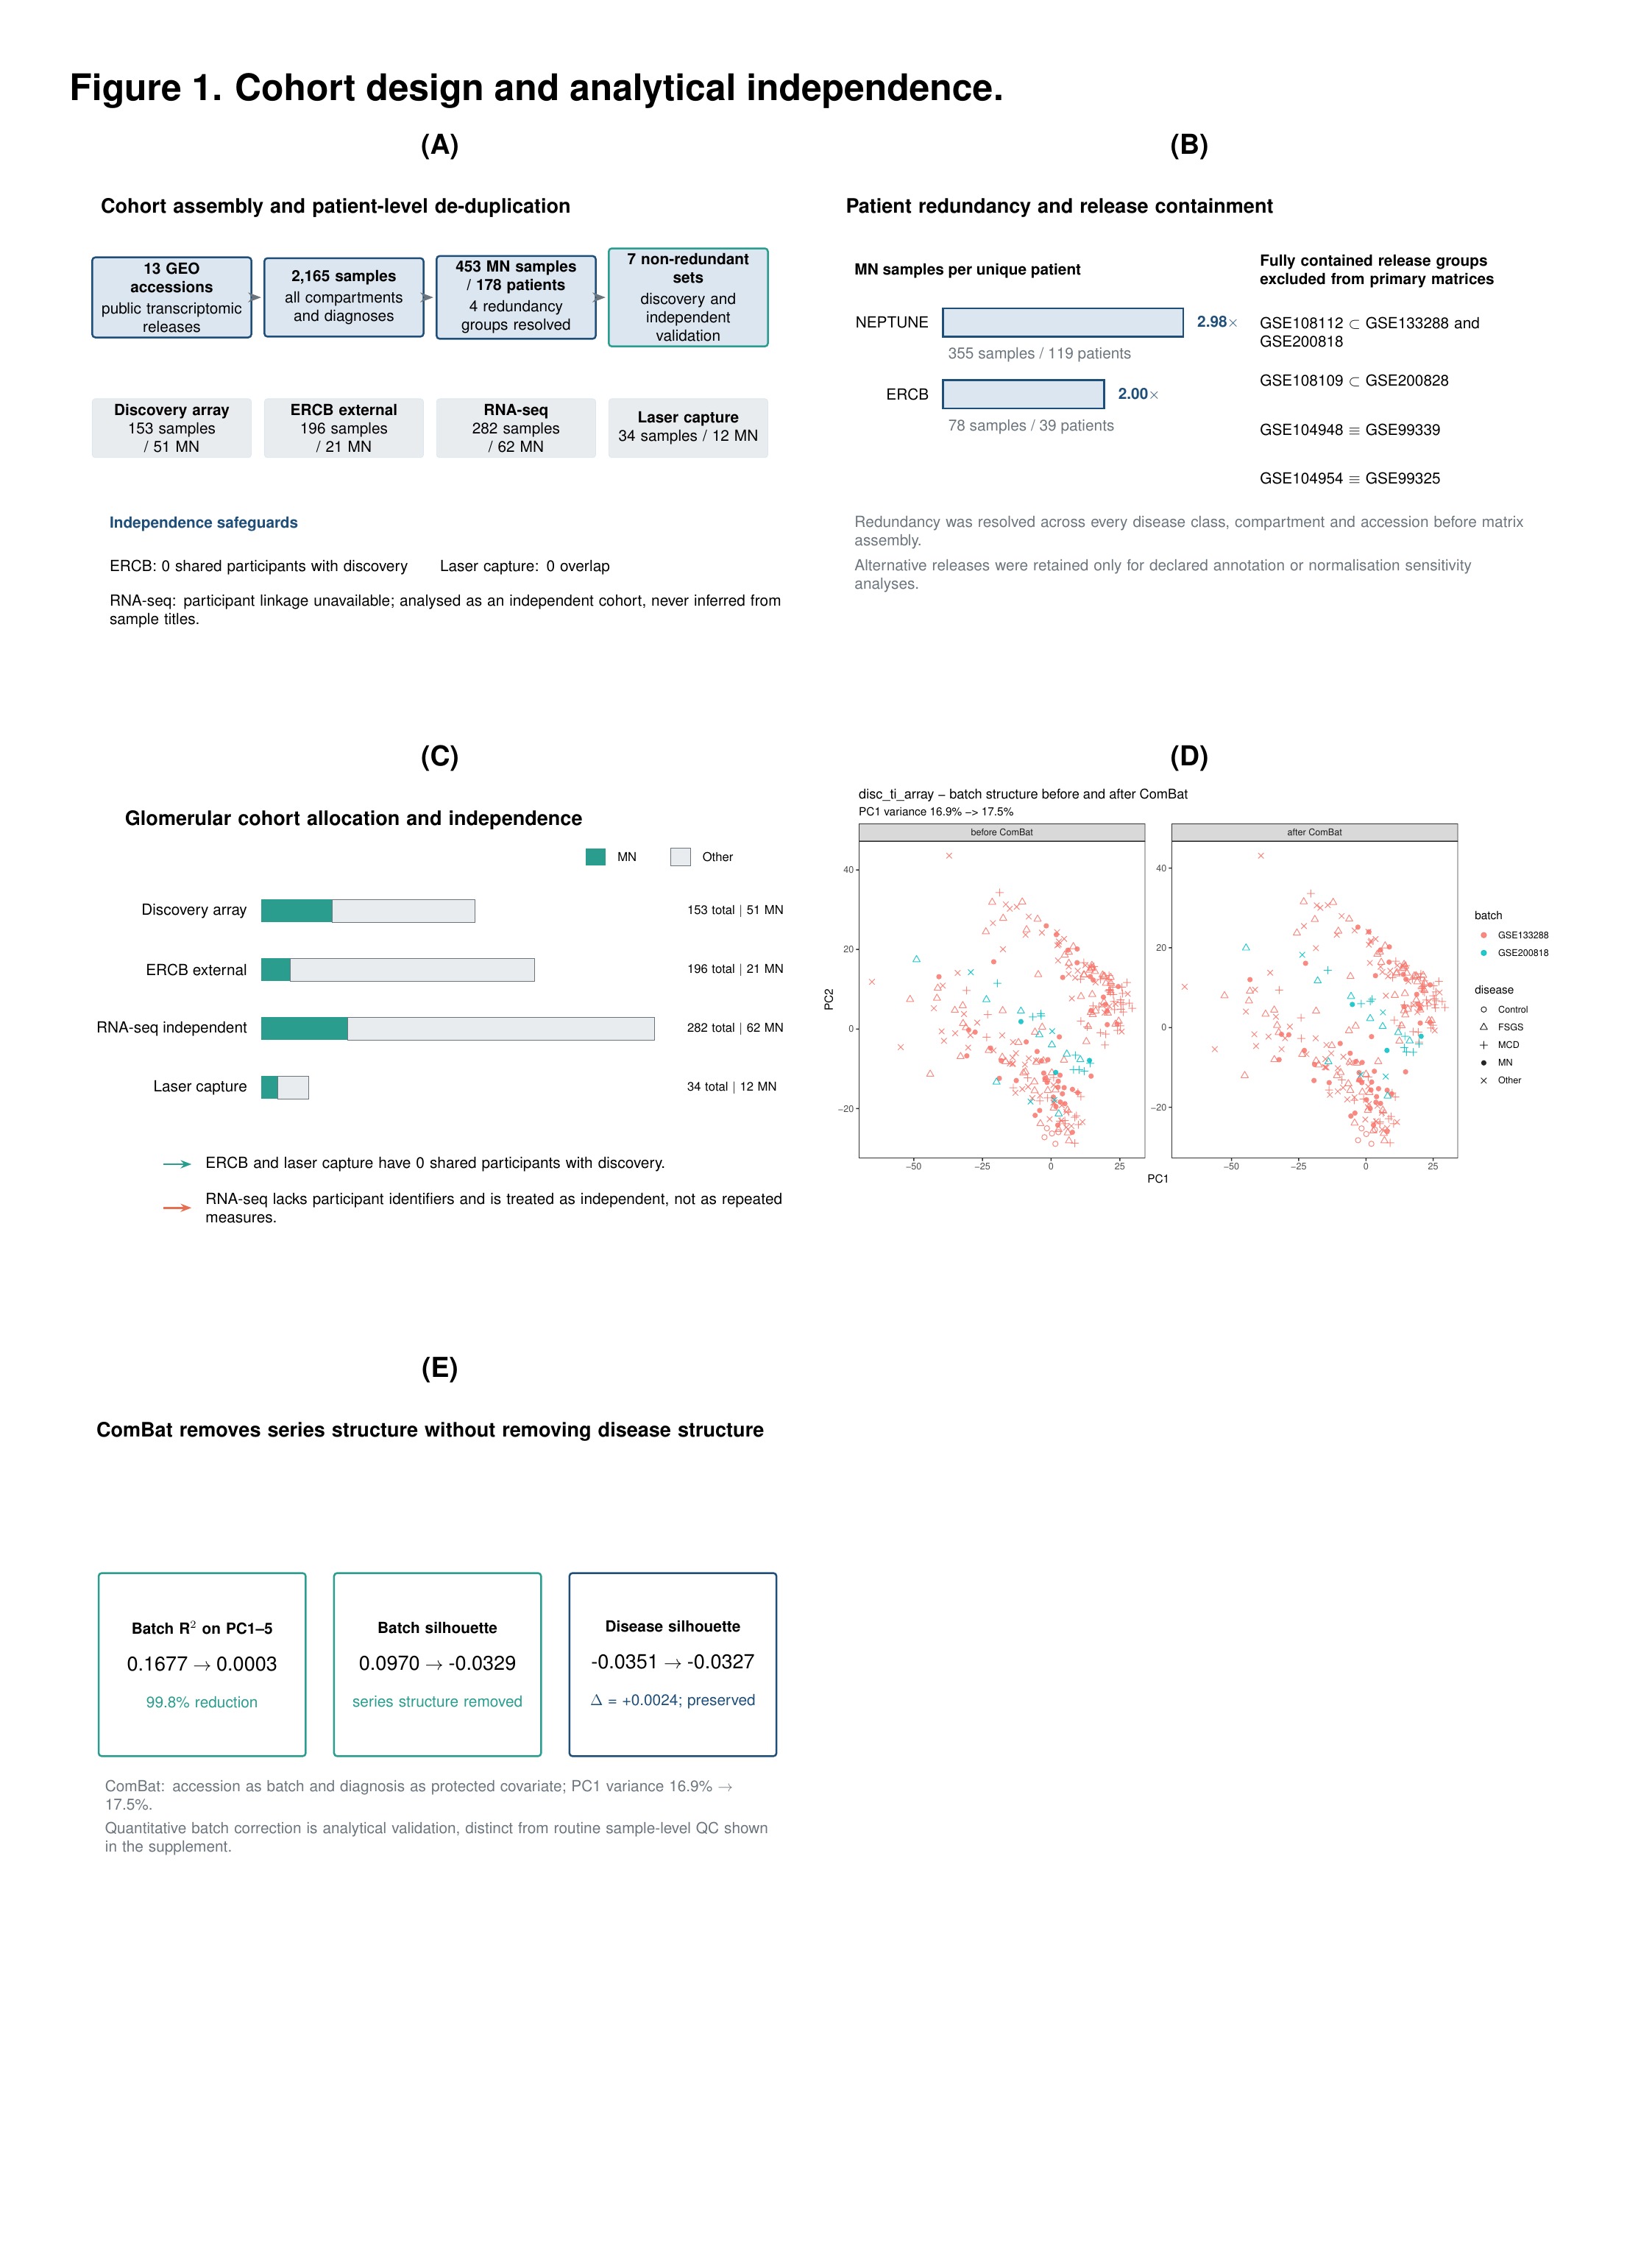 Figure 1. Cohort design and analytical independence.
(A)
Cohort assembly and patient-level de-duplication
13 GEO
accessions
public transcriptomic
releases
2,165 samples
all compartments
and diagnoses
453 MN samples
/ 178 patients
4 redundancy
groups resolved
7 non-redundant
sets
discovery and
independent
validation
Discovery array
153 samples
/ 51 MN
ERCB external
196 samples
/ 21 MN
RNA-seq
282 samples
/ 62 MN
Laser capture
34 samples / 12 MN
Independence safeguards
ERCB: 0 shared participants with discovery
Laser capture: 0 overlap
RNA-seq: participant linkage unavailable; analysed as an independent cohort, never inferred from
sample titles.
(B)
Patient redundancy and release containment
MN samples per unique patient
NEPTUNE
2.98×
355 samples / 119 patients
ERCB
2.00×
78 samples / 39 patients
Fully contained release groups
excluded from primary matrices
GSE108112 ⊂ GSE133288 and
GSE200818
GSE108109 ⊂ GSE200828
GSE104948 ≡ GSE99339
GSE104954 ≡ GSE99325
Redundancy was resolved across every disease class, compartment and accession before matrix
assembly.
Alternative releases were retained only for declared annotation or normalisation sensitivity
analyses.
(C)
Glomerular cohort allocation and independence
MN
Other
Discovery array
153 total | 51 MN
ERCB external
196 total | 21 MN
RNA-seq independent
282 total | 62 MN
Laser capture
34 total | 12 MN
ERCB and laser capture have 0 shared participants with discovery.
RNA-seq lacks participant identifiers and is treated as independent, not as repeated
measures.
(D)
disc_ti_array − batch structure before and after ComBat
PC1 variance 16.9% −> 17.5%
before ComBat
after ComBat
PC2
40
20
0
−20
−50
−25
0
25
40
20
0
−20
−50
−25
0
25
PC1
batch
GSE133288
GSE200818
disease
Control
FSGS
MCD
MN
Other
(E)
ComBat removes series structure without removing disease structure
Batch R² on PC1–5
0.1677 → 0.0003
99.8% reduction
Batch silhouette
0.0970 → -0.0329
series structure removed
Disease silhouette
-0.0351 → -0.0327
Δ = +0.0024; preserved
ComBat: accession as batch and diagnosis as protected covariate; PC1 variance 16.9% →
17.5%.
Quantitative batch correction is analytical validation, distinct from routine sample-level QC shown
in the supplement.